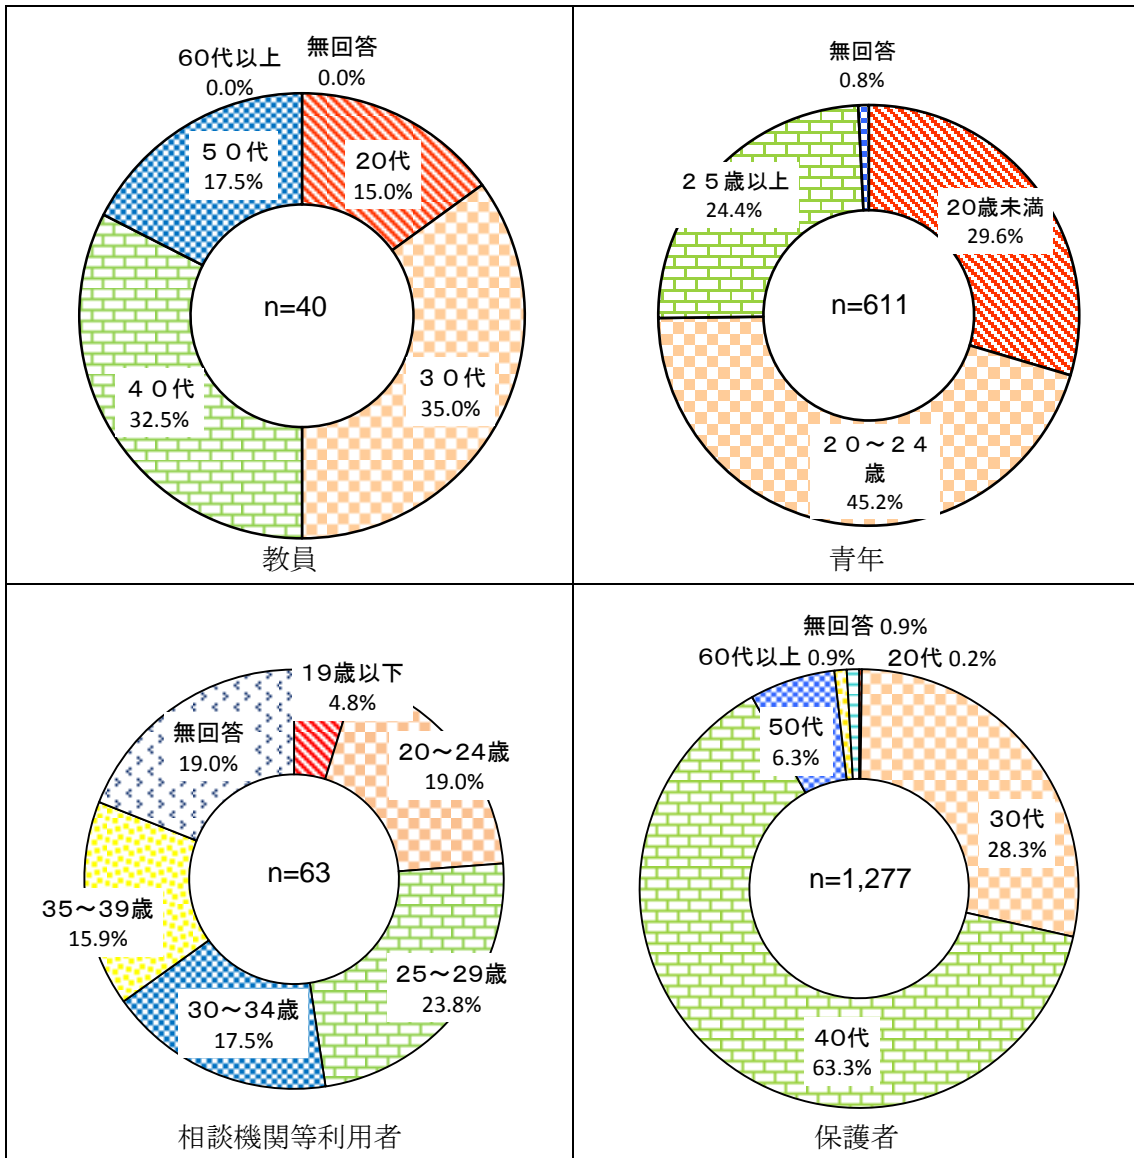 60代以上
0.0%
無回答
0.0%
５０代
17.5%
20代
15.0%
n=40
４０代
32.5%
３０代
35.0%
教員
無回答
0.8%
２５歳以上
24.4%
20歳未満
29.6%
n=611
２０～２４
歳
45.2%
青年
19歳以下
4.8%
無回答
19.0%
20～24歳
19.0%
n=63
35～39歳
15.9%
25～29歳
23.8%
30～34歳
17.5%
相談機関等利用者
無回答 0.9%
60代以上 0.9%
20代 0.2%
50代
6.3%
30代
28.3%
n=1,277
40代
63.3%
保護者